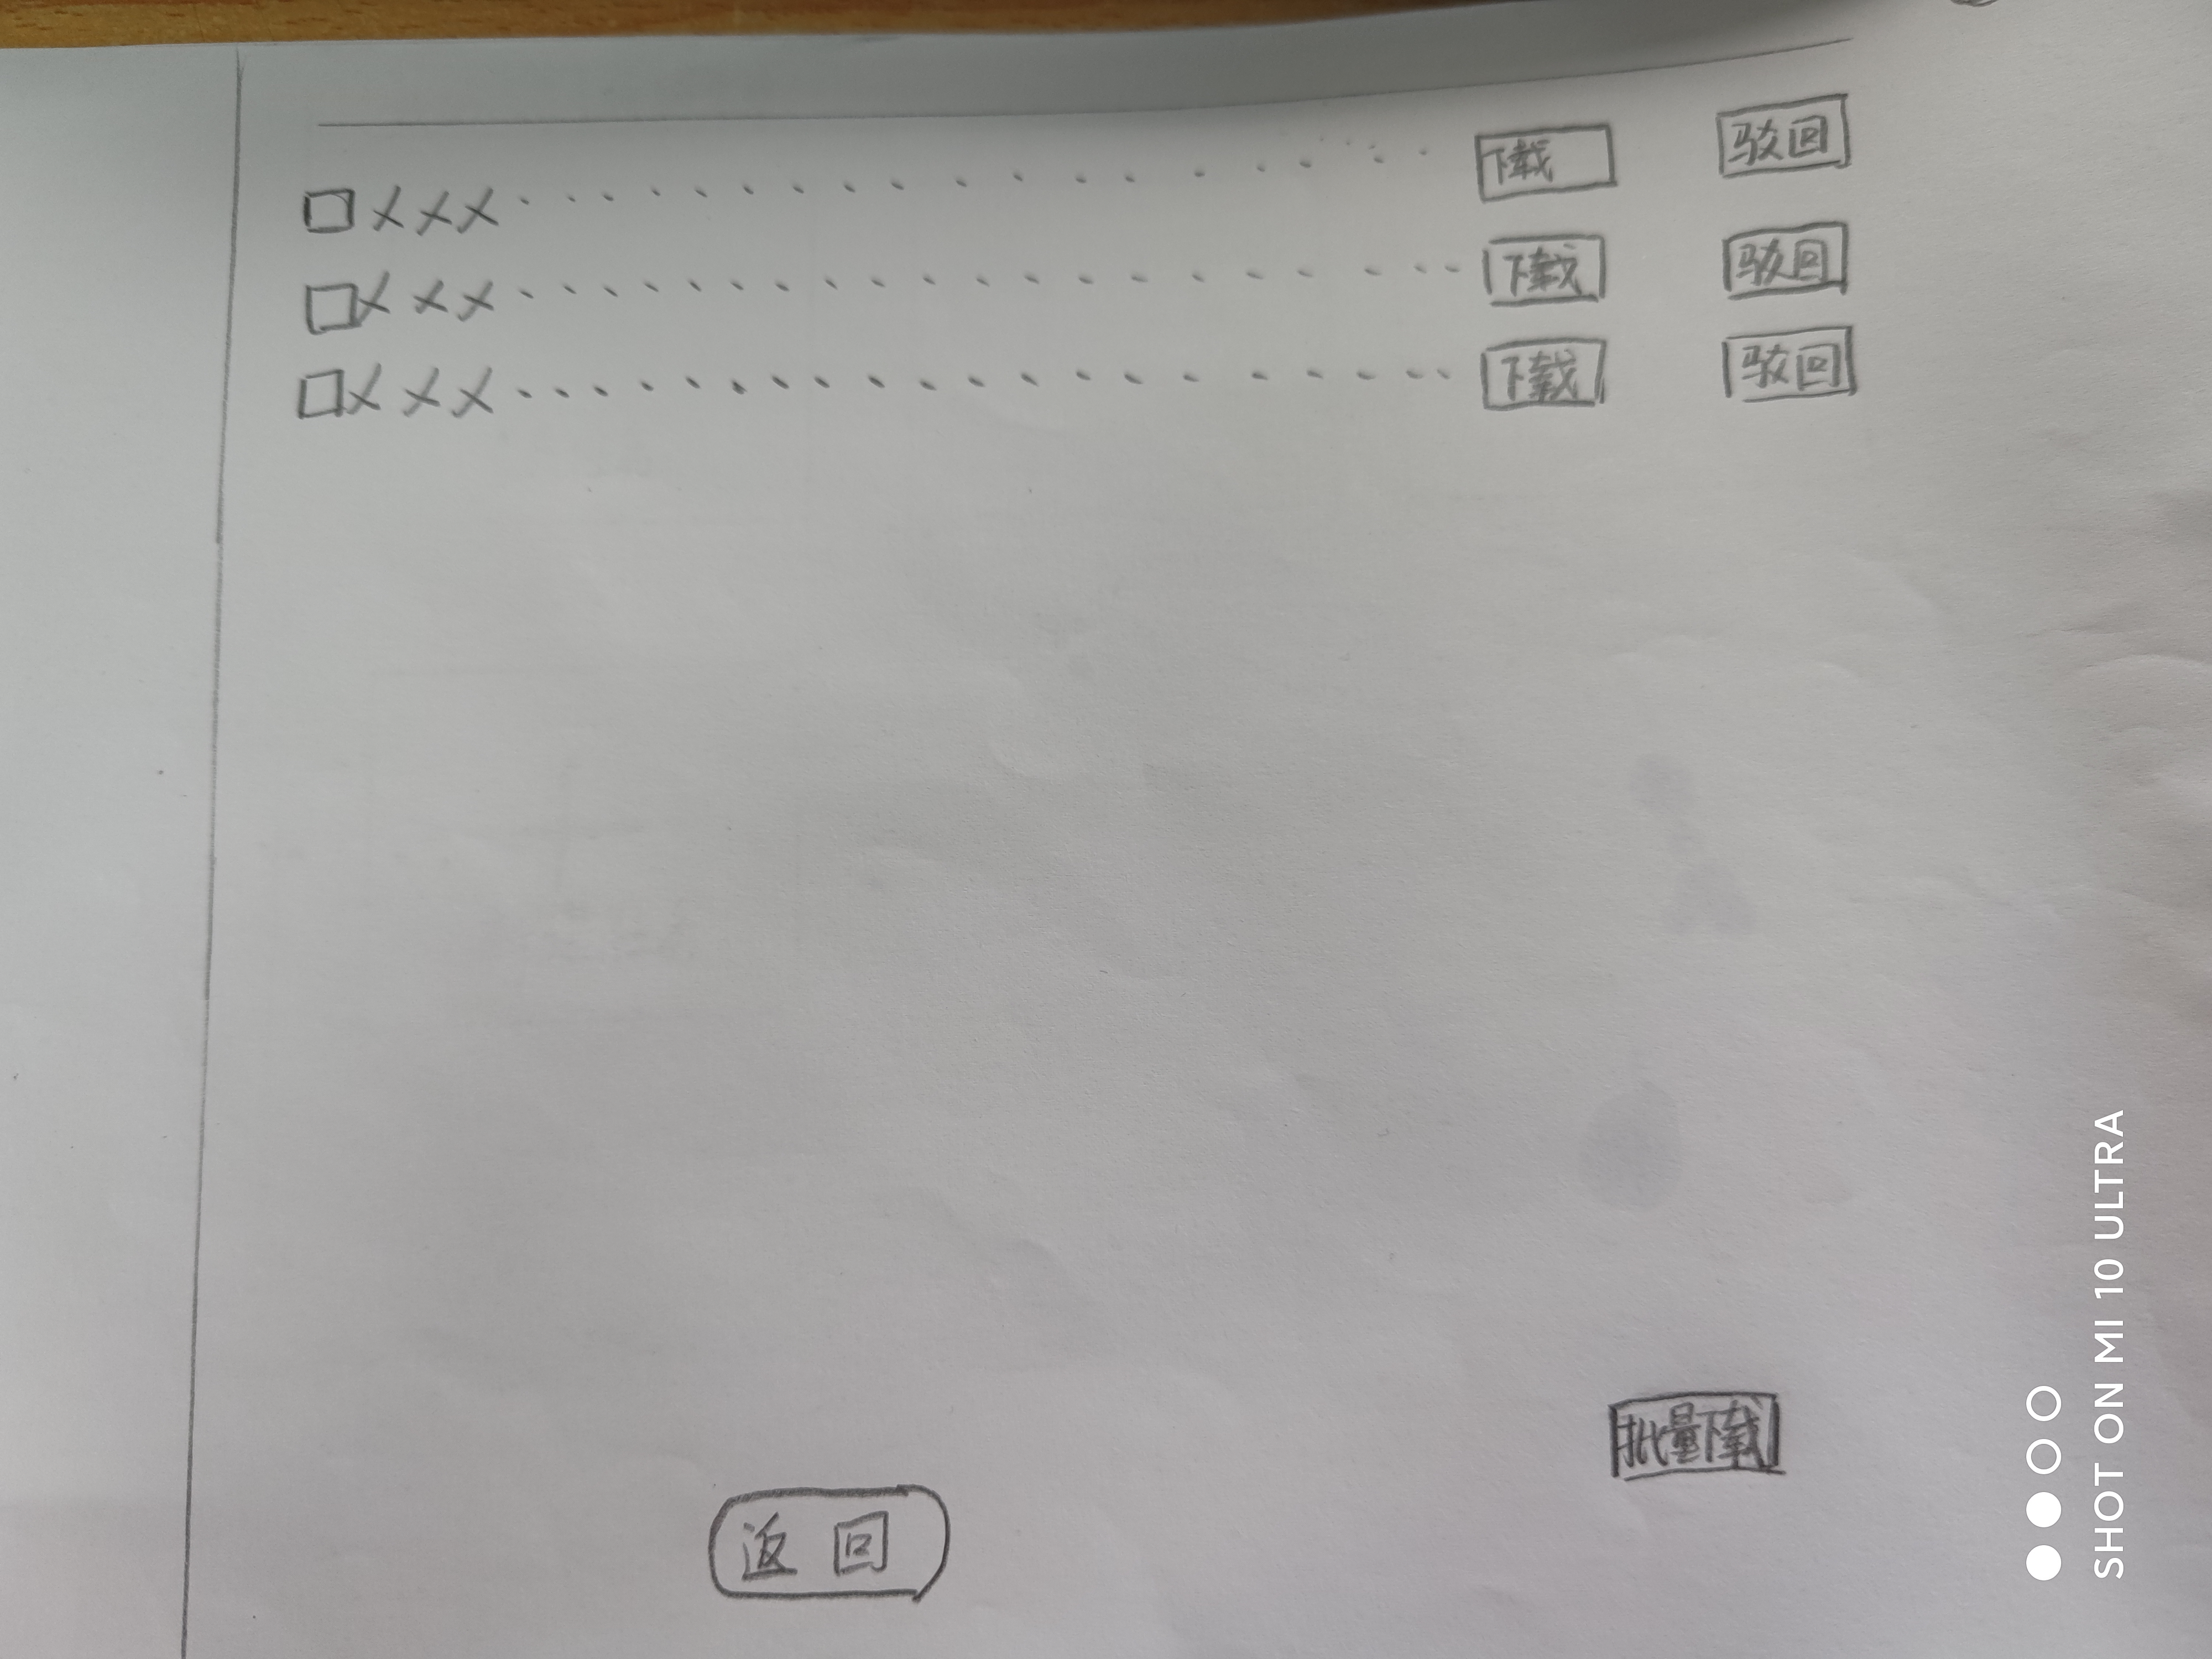 □ XXX ..................... 下载 驳回
□ XXX ..................... 下载 驳回
□ XXX ..................... 下载 驳回
批量下载
返回
SHOT ON MI 10 ULTRA